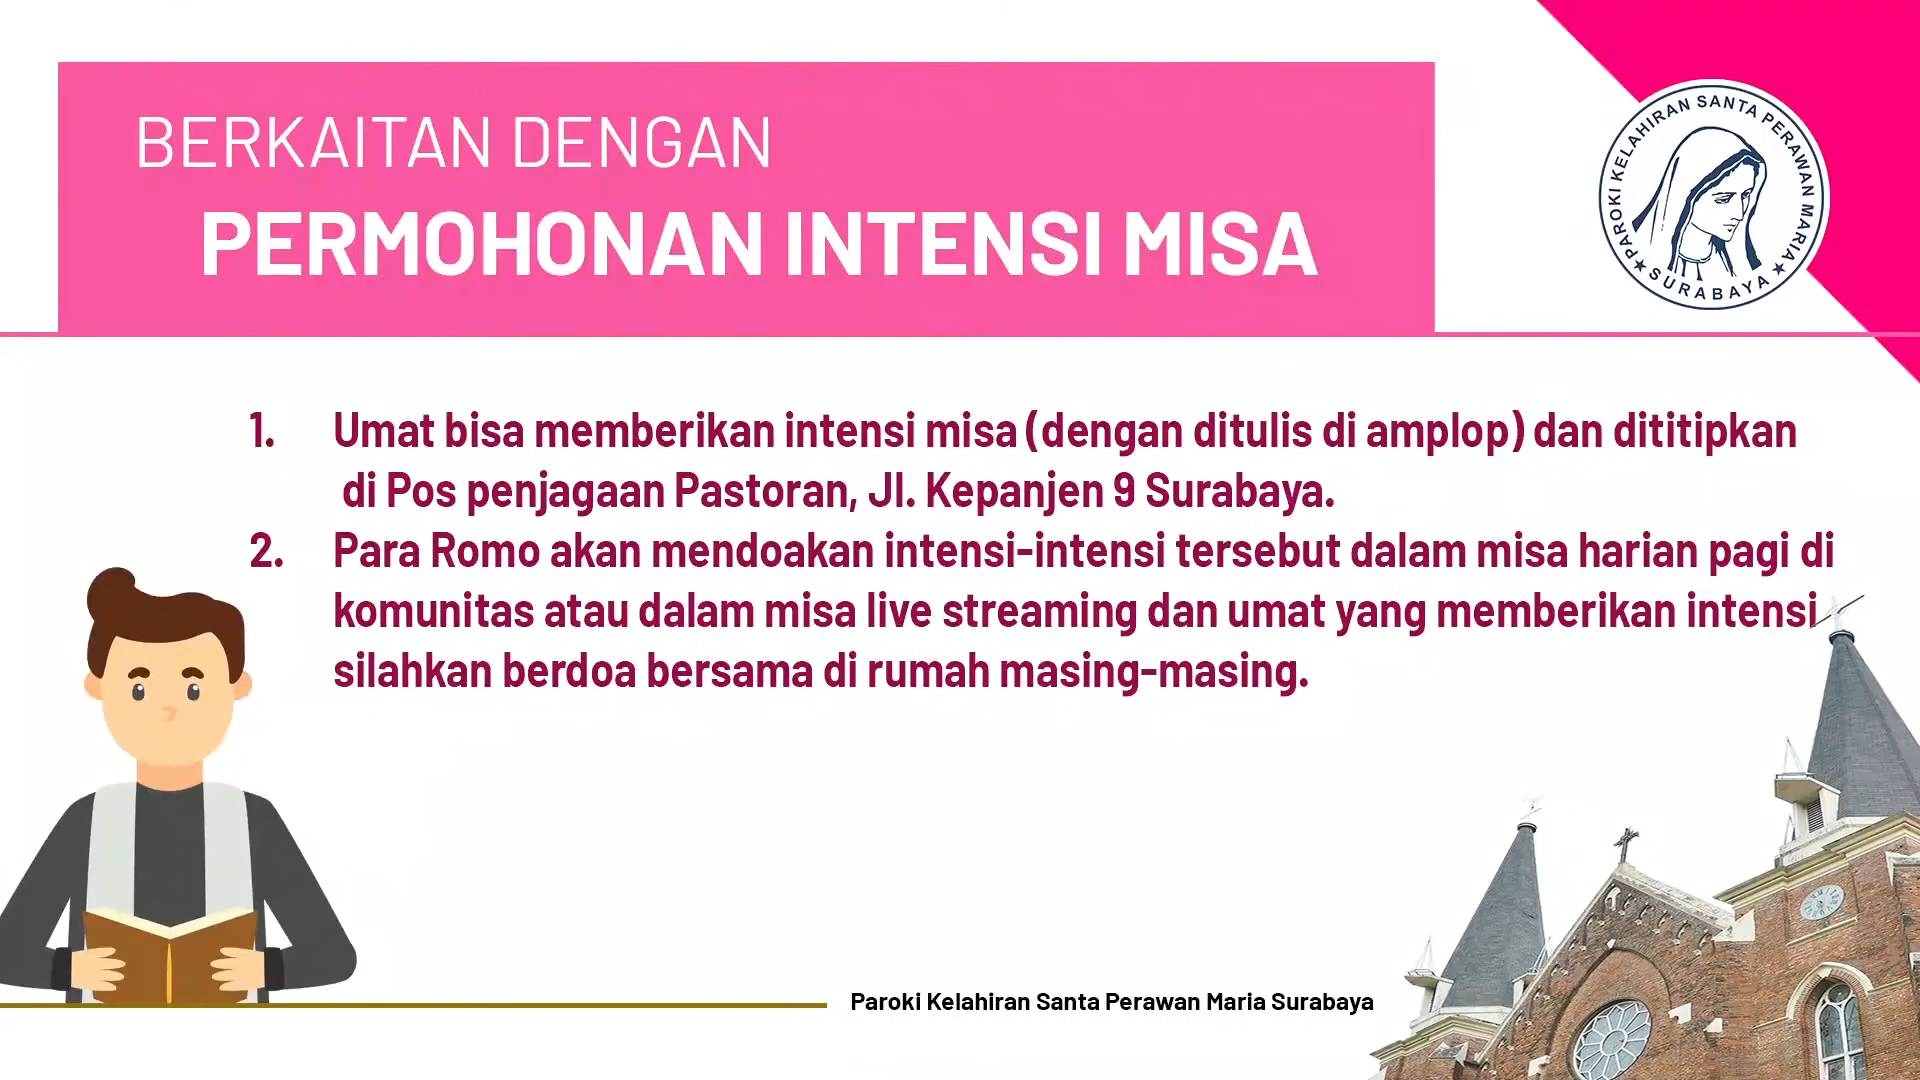 BERKAITAN DENGAN
PERMOHONAN INTENSI MISA
PAROKI KELAHIRAN SANTA PERAWAN MARIA
SURABAYA
1. Umat bisa memberikan intensi misa (dengan ditulis di amplop) dan dititipkan
di Pos penjagaan Pastoran, Jl. Kepanjen 9 Surabaya.
2. Para Romo akan mendoakan intensi-intensi tersebut dalam misa harian pagi di
komunitas atau dalam misa live streaming dan umat yang memberikan intensi
silahkan berdoa bersama di rumah masing-masing.
Paroki Kelahiran Santa Perawan Maria Surabaya